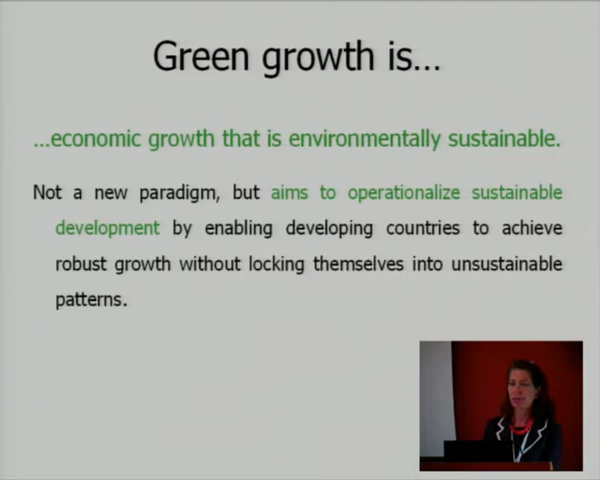 Green growth is...
...economic growth that is environmentally sustainable.
Not a new paradigm, but aims to operationalize sustainable
development by enabling developing countries to achieve
robust growth without locking themselves into unsustainable
patterns.